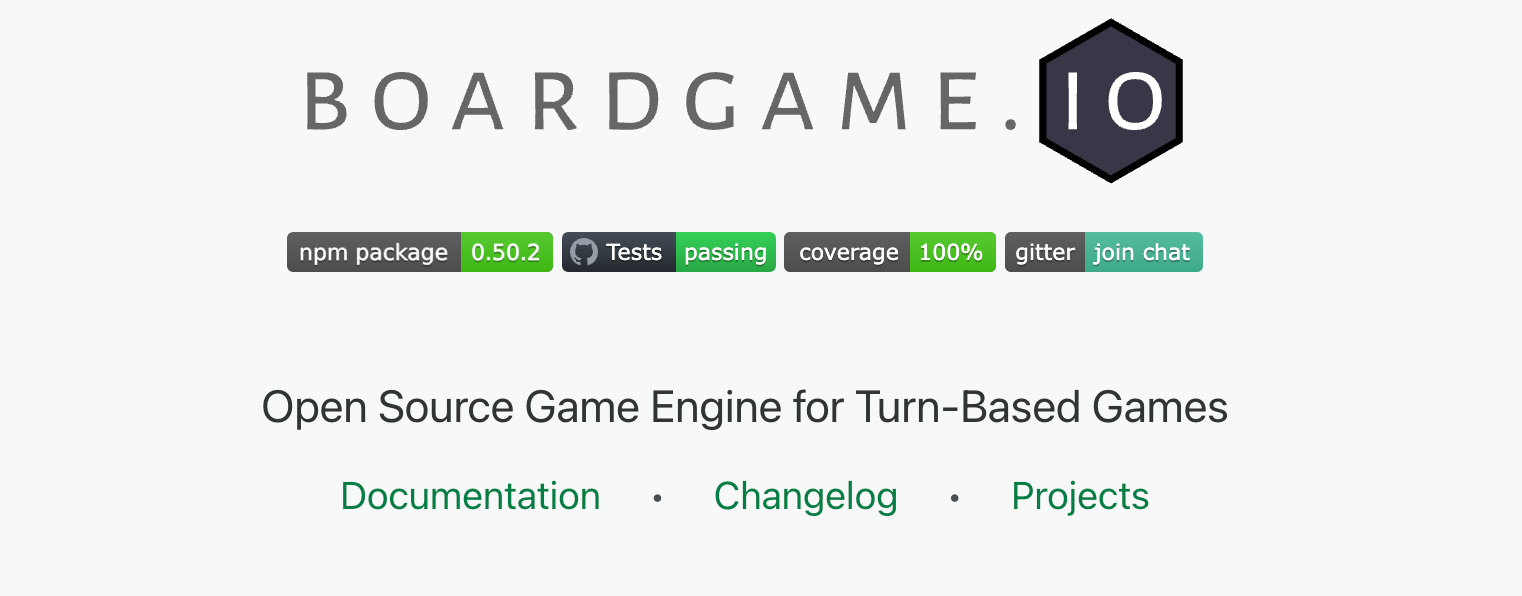 BOARDGAME.IO
npm package 0.50.2 Tests passing coverage 100% gitter join chat
Open Source Game Engine for Turn-Based Games
Documentation • Changelog • Projects